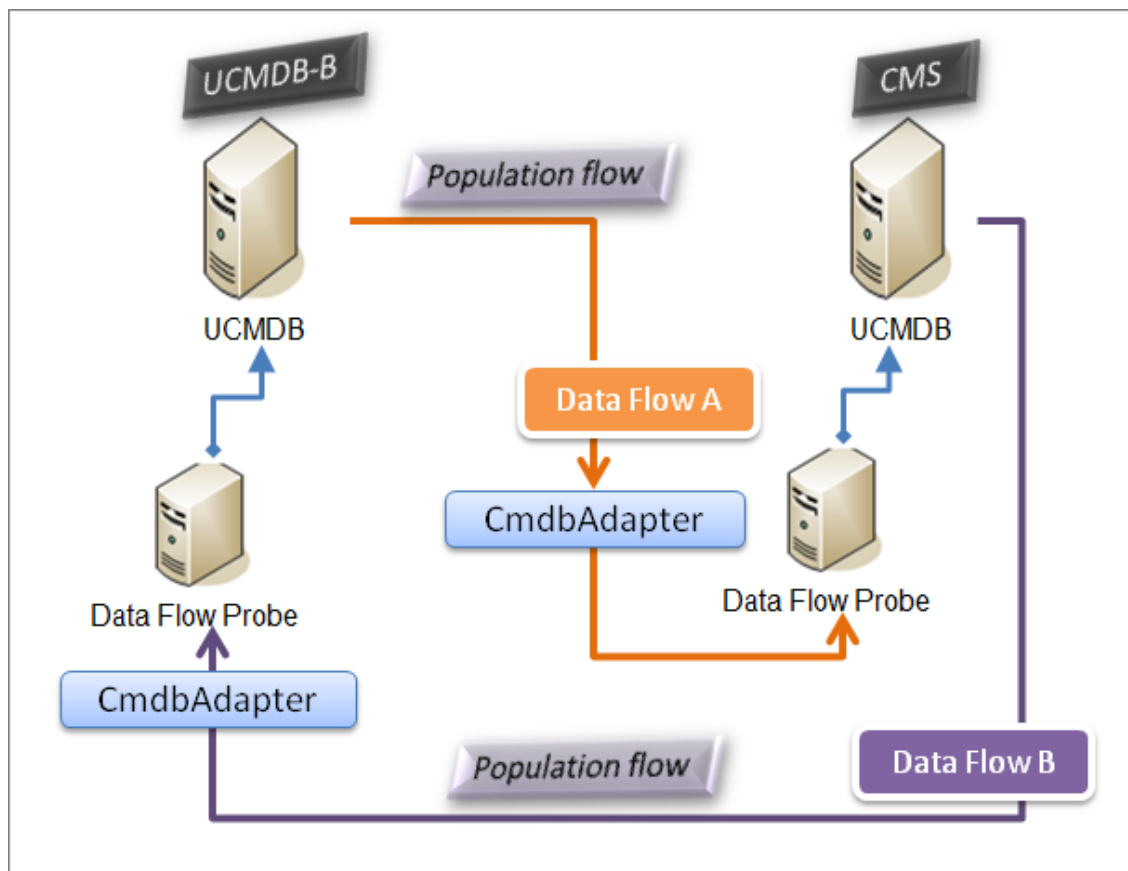 UCMDB-B
CMS
Population flow
UCMDB
UCMDB
Data Flow A
CmdbAdapter
Data Flow Probe
Data Flow Probe
CmdbAdapter
Population flow
Data Flow B